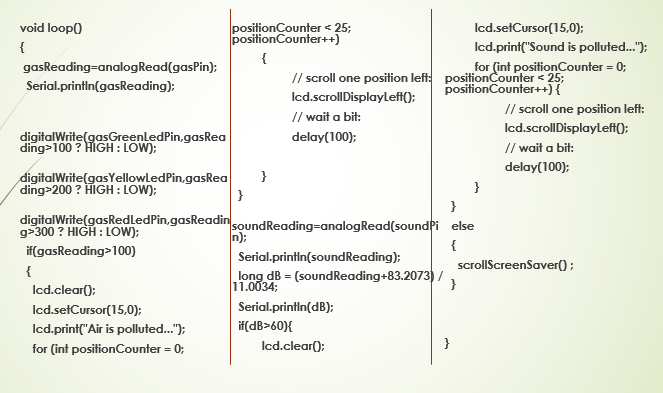 void loop()
{
gasReading=analogRead(gasPin);
Serial.println(gasReading);
digitalWrite(gasGreenLedPin,gasRea
ding>100 ? HIGH : LOW);
digitalWrite(gasYellowLedPin,gasRea
ding>200 ? HIGH : LOW);
digitalWrite(gasRedLedPin,gasReadin
g>300 ? HIGH : LOW);
if(gasReading>100)
{
lcd.clear();
lcd.setCursor(15,0);
lcd.print("Air is polluted...");
for (int positionCounter = 0;
positionCounter < 25;
positionCounter++)
{
// scroll one position left:
lcd.scrollDisplayLeft();
// wait a bit:
delay(100);
}
}
soundReading=analogRead(soundPi
n);
Serial.println(soundReading);
long dB = (soundReading+83.2073) /
11.0034;
Serial.println(dB);
if(dB>60){
lcd.clear();
lcd.setCursor(15,0);
lcd.print("Sound is polluted...");
for (int positionCounter = 0;
positionCounter < 25;
positionCounter++) {
// scroll one position left:
lcd.scrollDisplayLeft();
// wait a bit:
delay(100);
}
}
else
{
scrollScreenSaver() ;
}
}